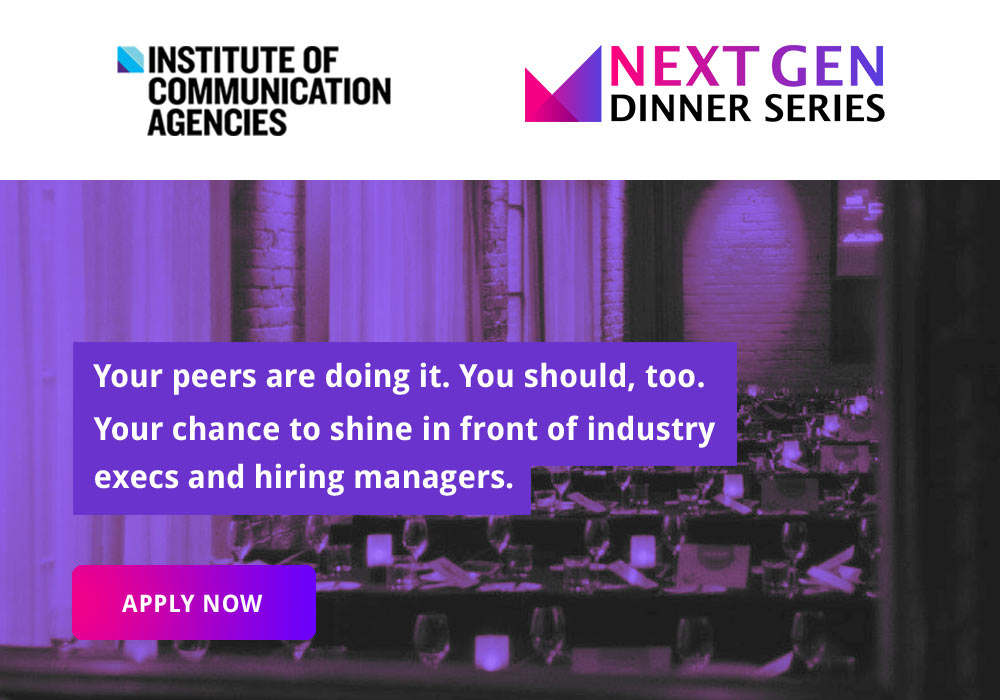 INSTITUTE OF
COMMUNICATION
AGENCIES
NEXT GEN
DINNER SERIES
Your peers are doing it. You should, too.
Your chance to shine in front of industry
execs and hiring managers.
APPLY NOW